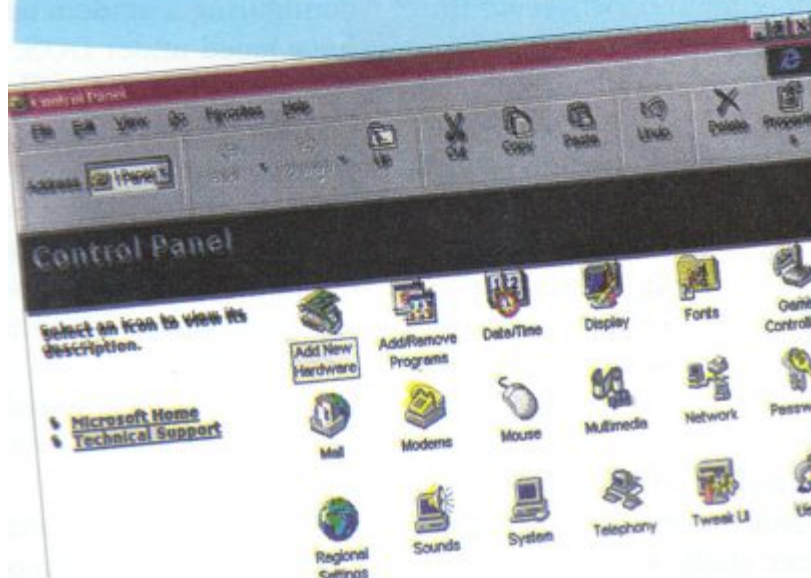 Control Panel
File Edit View Go Favorites Help
Address
Up Cut Copy Paste Undo Delete
Control Panel
Select an icon to view its
description.
Microsoft Home
Technical Support
Add New
Hardware
Add/Remove
Programs
Date/Time
Display
Fonts
Mail
Modems
Mouse
Multimedia
Network
Regional
Settings
Sounds
System
Telephony
Tweak UI